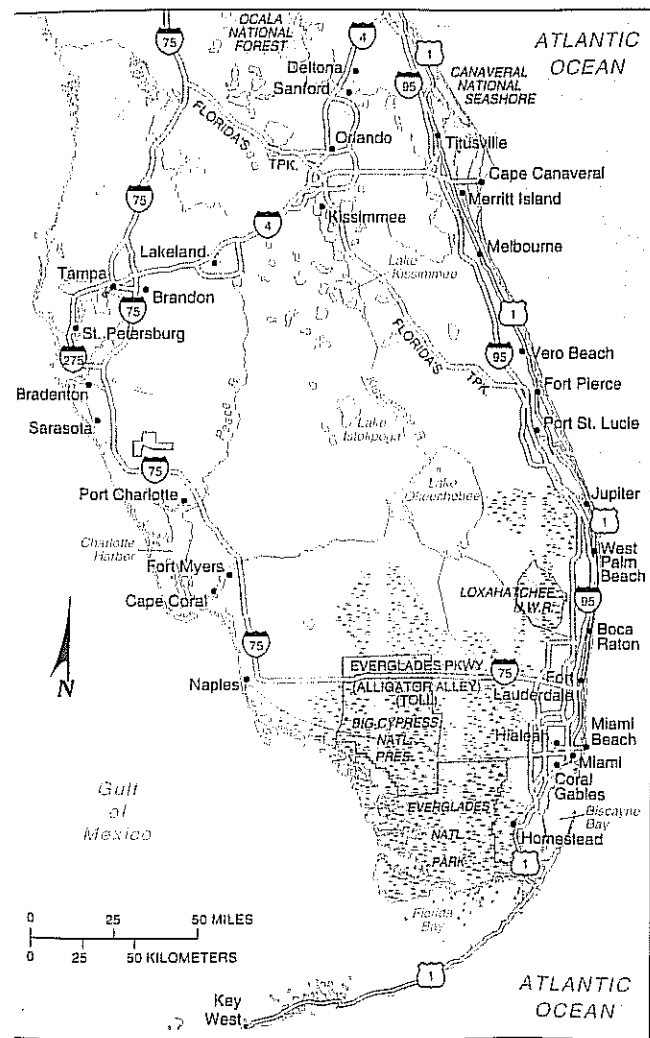 75
OCALA
NATIONAL
FOREST
4
1
ATLANTIC
OCEAN
Deltona
Sanford
95
CANAVERAL
NATIONAL
SEASHORE
FLORIDA'S
TPK.
Orlando
Titusville
75
4
Kissimmee
Cape Canaveral
Merritt Island
Lakeland
Lake
Kissimmee
Melbourne
Tampa
75
Brandon
St. Petersburg
FLORIDA'S
TPK.
1
95
Vero Beach
275
Bradenton
Fort Pierce
Sarasota
Peace
Kiss
Lake
Istokpoga
Port St. Lucie
75
Port Charlotte
Lake
Okeechobee
Jupiter
1
Charlotte
Harbor
West
Palm
Beach
Fort Myers
Cape Coral
LOXAHATCHEE
N.W.R.
95
N
75
Boca
Raton
Naples
EVERGLADES PKWY.
75
(ALLIGATOR ALLEY)
(TOLL)
Fort
Lauderdale
BIG CYPRESS
NATL.
PRES.
Hialeah
Miami
Beach
Miami
Coral
Gables
Gulf
of
Mexico
EVERGLADES
NATL.
PARK
Biscayne
Bay
Homestead
1
Florida
Bay
0 25 50 MILES
0 25 50 KILOMETERS
1
Key
West
ATLANTIC
OCEAN